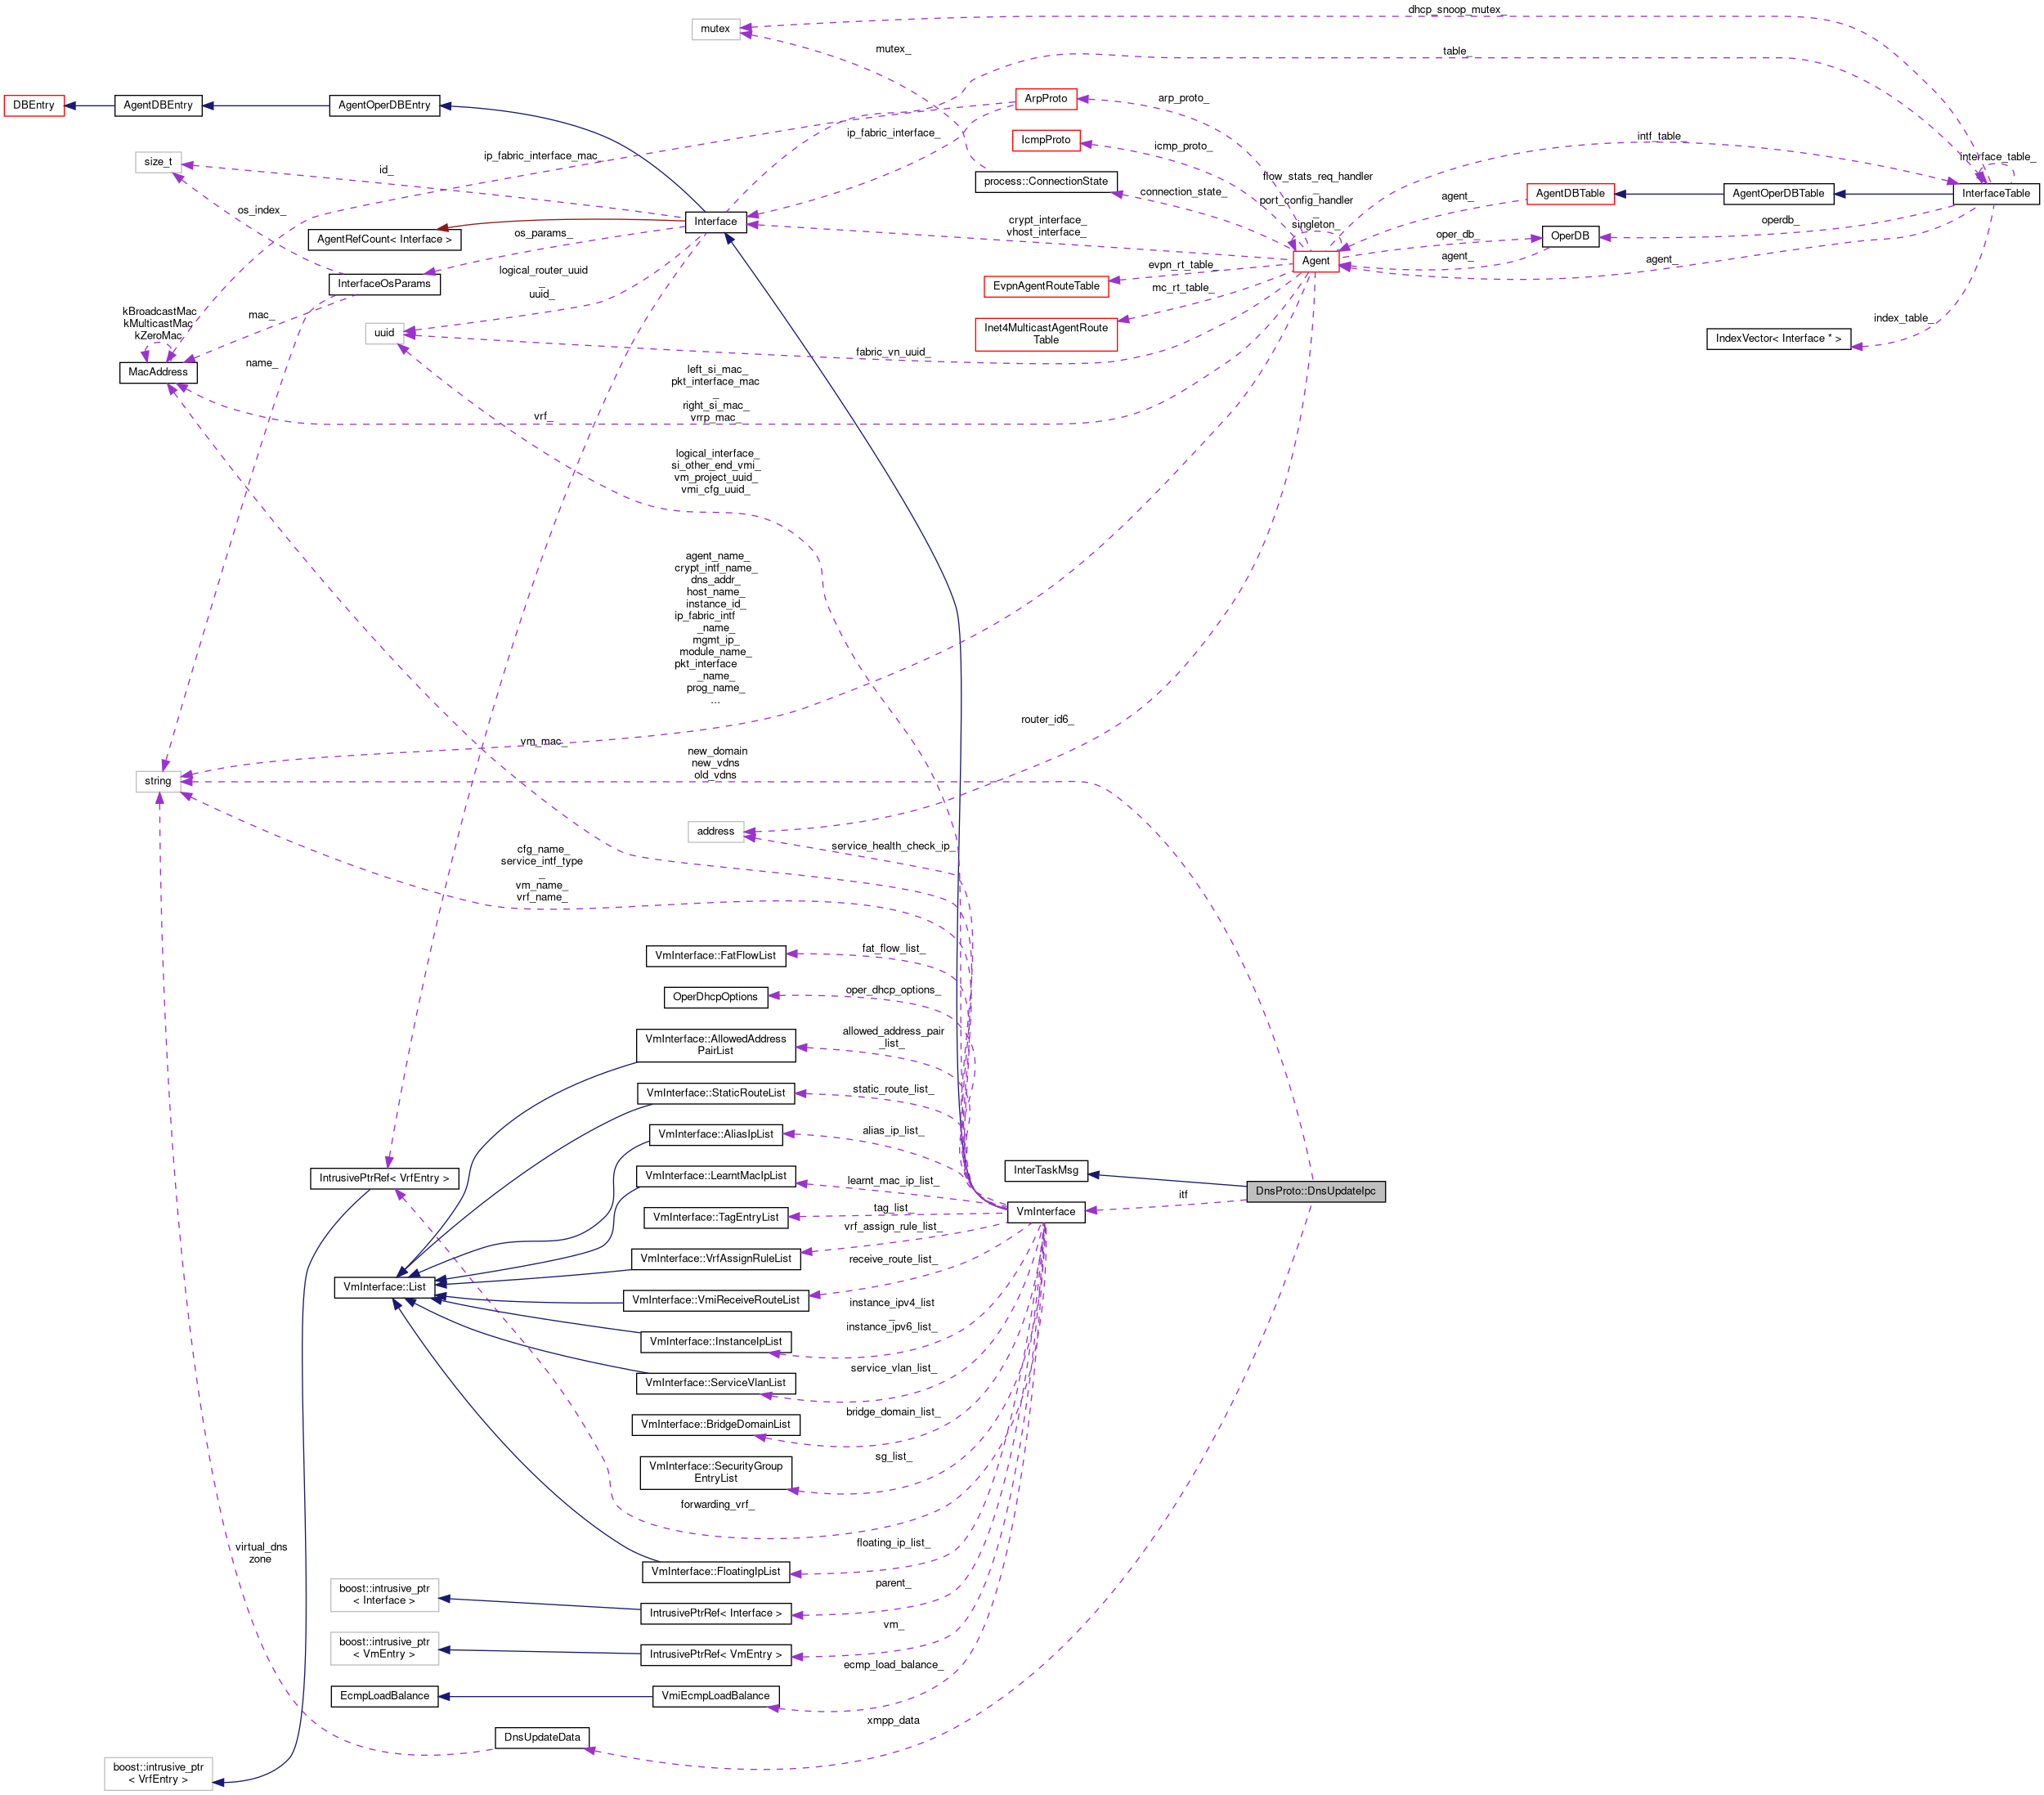 dhcp_snoop_mutex_
mutex
mutex_
table_
DBEntry
AgentDBEntry
AgentOperDBEntry
ArpProto
arp_proto_
ip_fabric_interface_
IcmpProto
icmp_proto_
intf_table_
interface_table_
size_t
id_
ip_fabric_interface_mac
process::ConnectionState
connection_state_
flow_stats_req_handler
_
port_config_handler
_
singleton_
AgentDBTable
AgentOperDBTable
InterfaceTable
agent_
os_index_
Interface
crypt_interface_
vhost_interface_
operdb_
AgentRefCount< Interface >
os_params_
oper_db_
OperDB
agent_
Agent
agent_
InterfaceOsParams
logical_router_uuid
_
uuid_
evpn_rt_table_
EvpnAgentRouteTable
mc_rt_table_
kBroadcastMac
kMulticastMac
kZeroMac
mac_
uuid
Inet4MulticastAgentRoute
Table
index_table_
IndexVector< Interface * >
MacAddress
name_
fabric_vn_uuid_
left_si_mac_
pkt_interface_mac
_
right_si_mac_
vrrp_mac_
vrf_
logical_interface_
si_other_end_vmi_
vm_project_uuid_
vmi_cfg_uuid_
agent_name_
crypt_intf_name_
dns_addr_
host_name_
instance_id_
ip_fabric_intf
_name_
mgmt_ip_
module_name_
pkt_interface
_name_
prog_name_
...
router_id6_
vm_mac_
string
new_domain
new_vdns
old_vdns
address
service_health_check_ip_
cfg_name_
service_intf_type
_
vm_name_
vrf_name_
VmInterface::FatFlowList
fat_flow_list_
OperDhcpOptions
oper_dhcp_options_
VmInterface::AllowedAddress
PairList
allowed_address_pair
_list_
VmInterface::StaticRouteList
static_route_list_
VmInterface::AliasIpList
alias_ip_list_
IntrusivePtrRef< VrfEntry >
VmInterface::LearntMacIpList
learnt_mac_ip_list_
InterTaskMsg
DnsProto::DnsUpdateIpc
itf
VmInterface::TagEntryList
tag_list_
VmInterface
VmInterface::VrfAssignRuleList
vrf_assign_rule_list_
VmInterface::List
VmInterface::VmiReceiveRouteList
receive_route_list_
VmInterface::InstanceIpList
instance_ipv4_list
_
instance_ipv6_list_
VmInterface::ServiceVlanList
service_vlan_list_
VmInterface::BridgeDomainList
bridge_domain_list_
VmInterface::SecurityGroup
EntryList
sg_list_
forwarding_vrf_
virtual_dns
zone
VmInterface::FloatingIpList
floating_ip_list_
boost::intrusive_ptr
< Interface >
IntrusivePtrRef< Interface >
parent_
boost::intrusive_ptr
< VmEntry >
IntrusivePtrRef< VmEntry >
vm_
EcmpLoadBalance
VmiEcmpLoadBalance
ecmp_load_balance_
DnsUpdateData
xmpp_data
boost::intrusive_ptr
< VrfEntry >